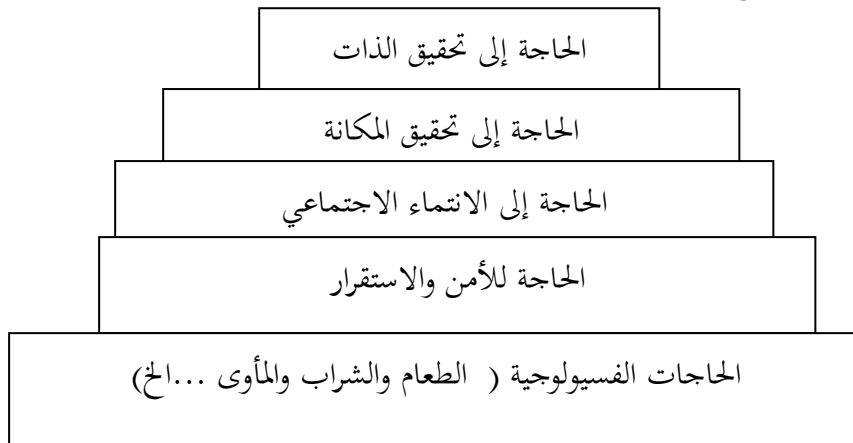 الحاجة إلى تحقيق الذات
الحاجة إلى تحقيق المكانة
الحاجة إلى الانتماء الاجتماعي
الحاجة للأمن والاستقرار
الحاجات الفسيولوجية ( الطعام والشراب والمأوى ...الخ)